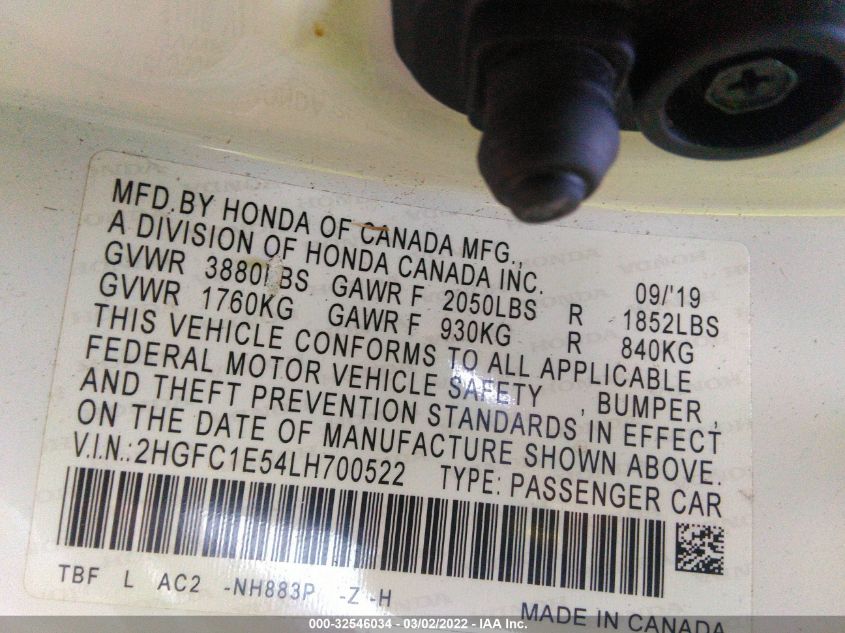 MFD. BY HONDA OF CANADA MFG.,
A DIVISION OF HONDA CANADA INC. 09/'19
GVWR 3880LBS GAWR F 2050LBS R 1852LBS
GVWR 1760KG GAWR F 930KG R 840KG
THIS VEHICLE CONFORMS TO ALL APPLICABLE
FEDERAL MOTOR VEHICLE SAFETY , BUMPER ,
AND THEFT PREVENTION STANDARDS IN EFFECT
ON THE DATE OF MANUFACTURE SHOWN ABOVE.
V.I.N.:2HGFC1E54LH700522 TYPE: PASSENGER CAR
TBF L AC2 -NH883P -Z -H
MADE IN CANADA
000-32546034 - 03/02/2022 - IAA Inc.